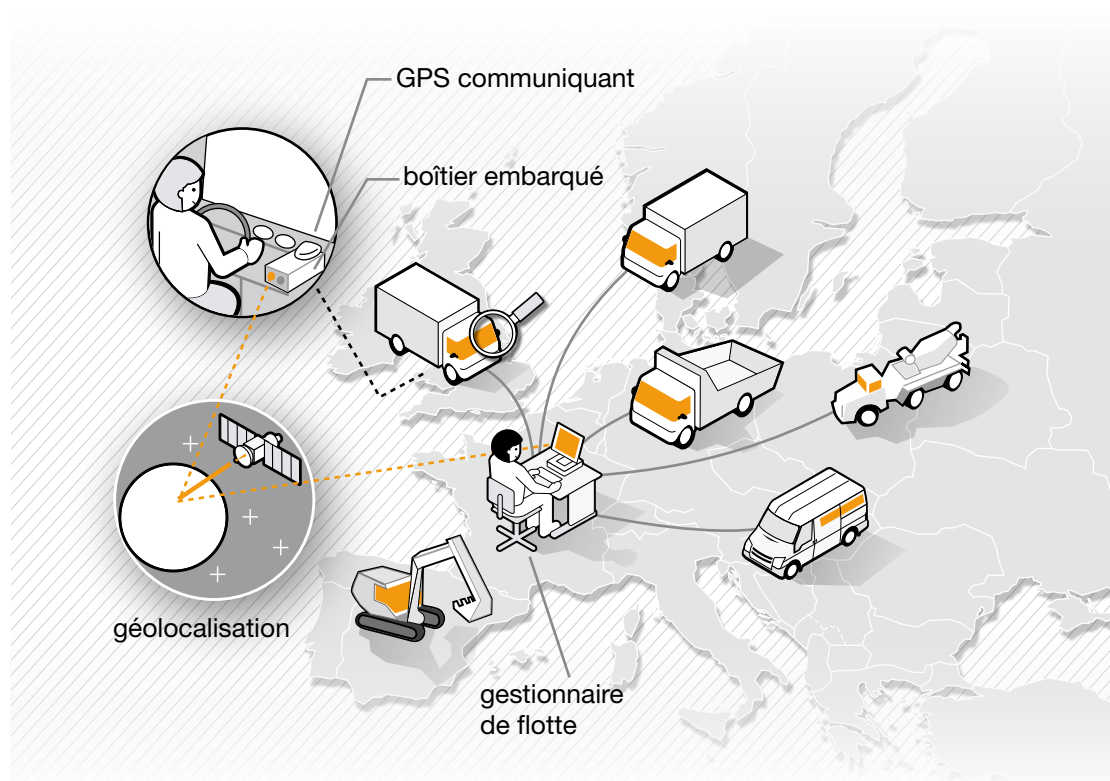 GPS communiquant
boîtier embarqué
géolocalisation
gestionnaire
de flotte